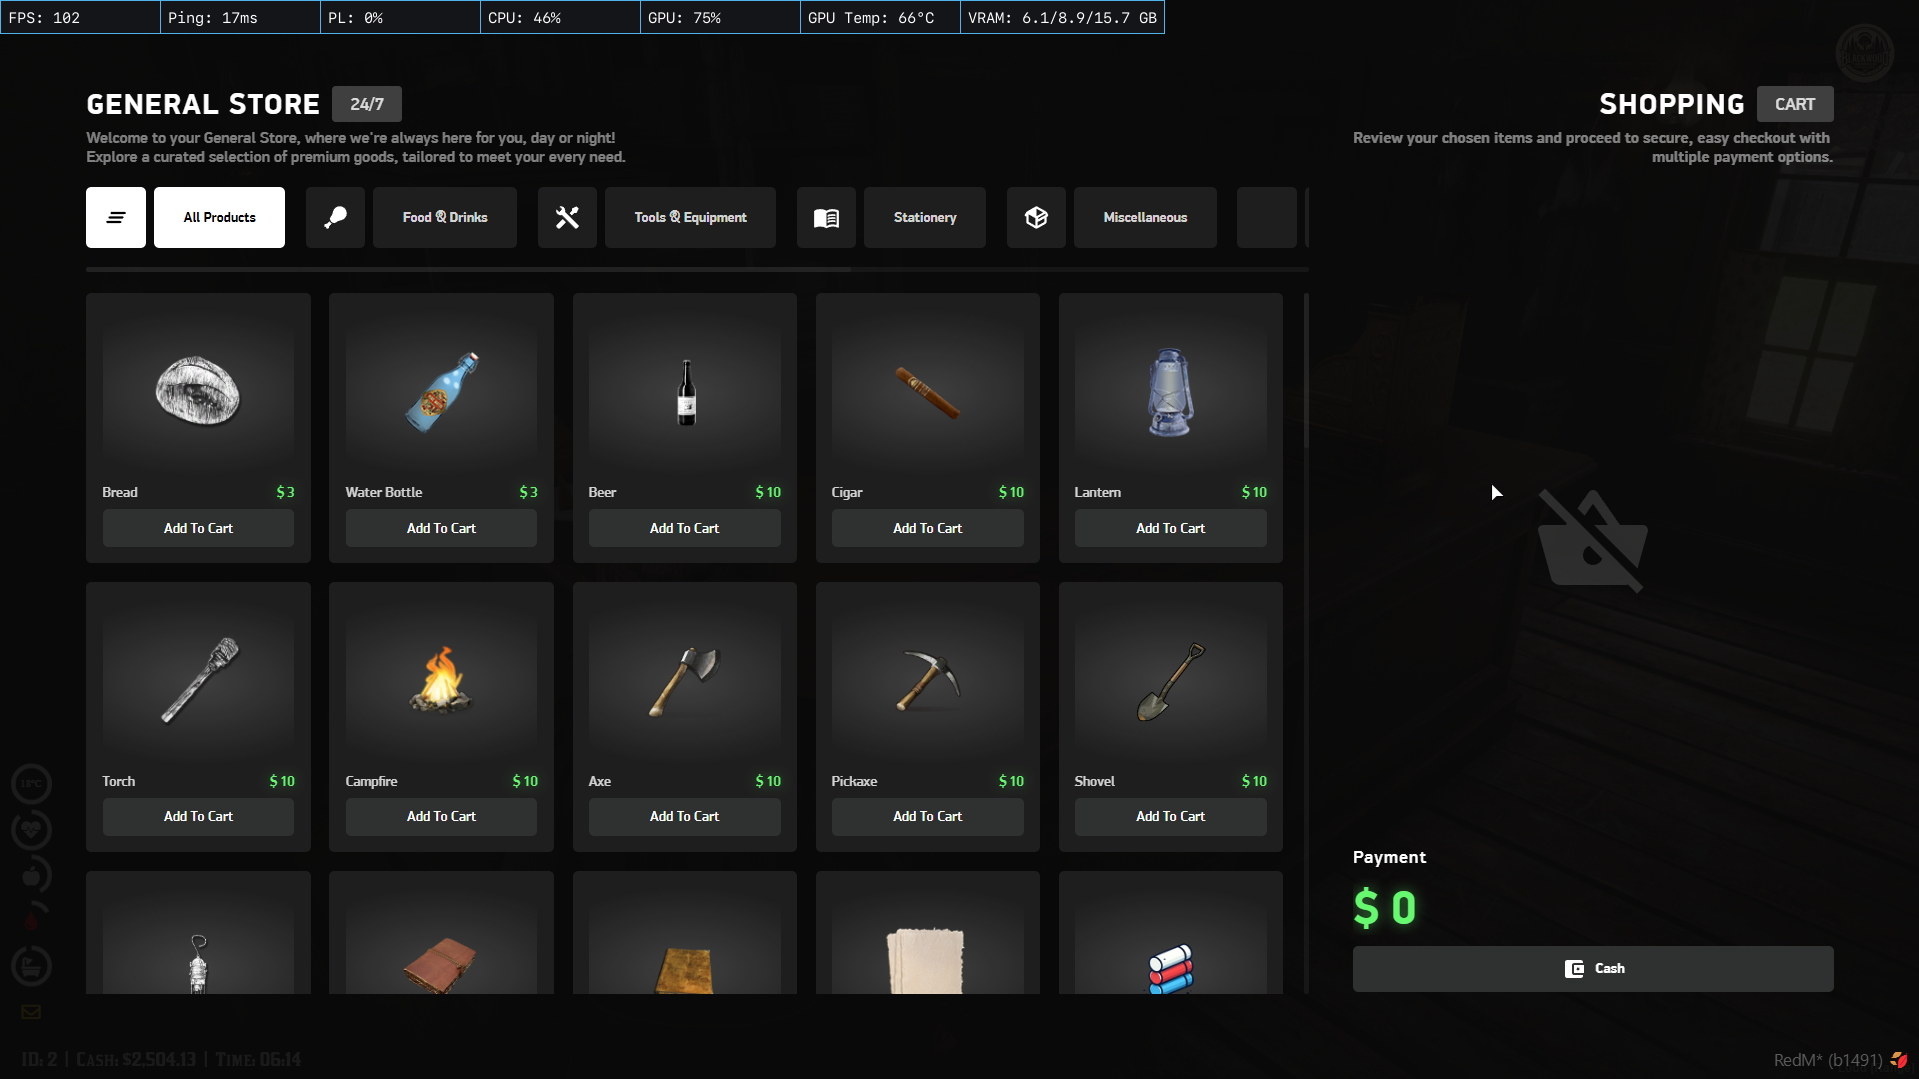 FPS: 102
Ping: 17ms
PL: 0%
CPU: 46%
GPU: 75%
GPU Temp: 66°C
VRAM: 6.1/8.9/15.7 GB
GENERAL STORE
24/7
Welcome to your General Store, where we're always here for you, day or night!
Explore a curated selection of premium goods, tailored to meet your every need.
SHOPPING
CART
Review your chosen items and proceed to secure, easy checkout with
multiple payment options.
All Products
Food & Drinks
Tools & Equipment
Stationery
Miscellaneous
Bread
$ 3
Add To Cart
Water Bottle
$ 3
Add To Cart
Beer
$ 10
Add To Cart
Cigar
$ 10
Add To Cart
Lantern
$ 10
Add To Cart
Torch
$ 10
Add To Cart
Campfire
$ 10
Add To Cart
Axe
$ 10
Add To Cart
Pickaxe
$ 10
Add To Cart
Shovel
$ 10
Add To Cart
Payment
$ 0
Cash
ID: 2 | Cash: $2,504.13 | Time: 06:14
RedM* (b1491)